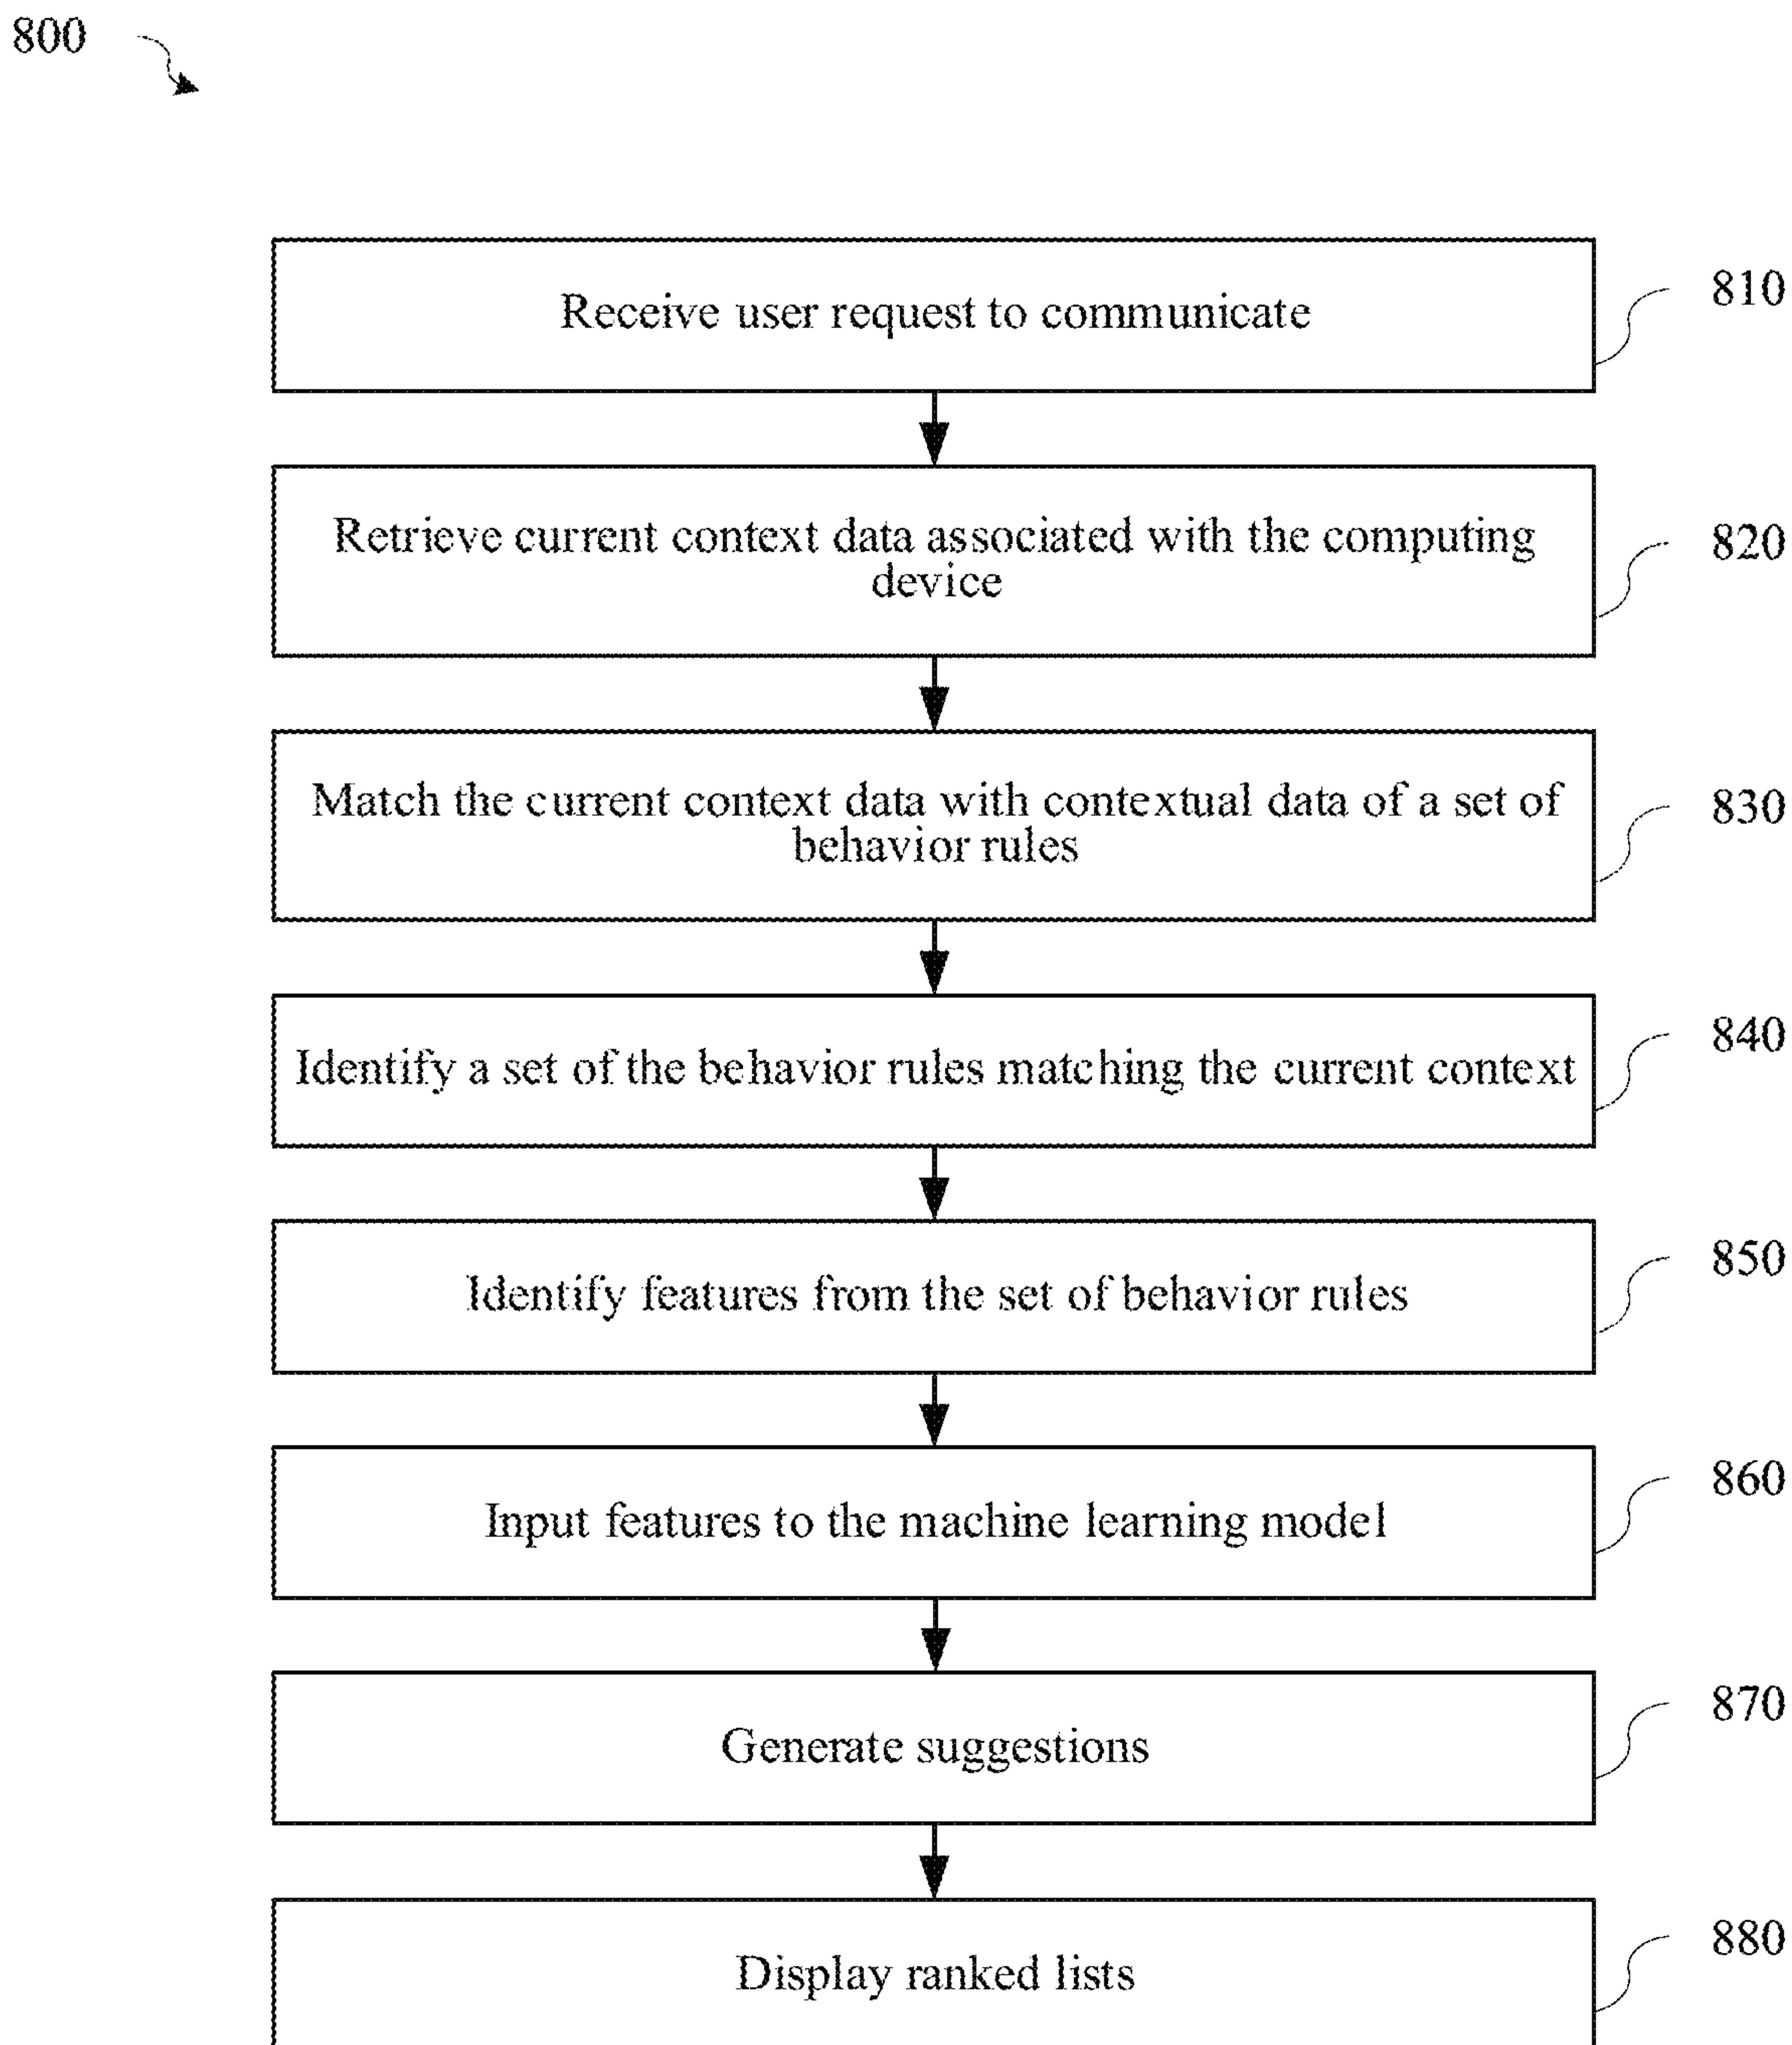 800
Receive user request to communicate
810
Retrieve current context data associated with the computing
device
820
Match the current context data with contextual data of a set of
behavior rules
830
Identify a set of the behavior rules matching the current context
840
Identify features from the set of behavior rules
850
Input features to the machine learning model
860
Generate suggestions
870
Display ranked lists
880